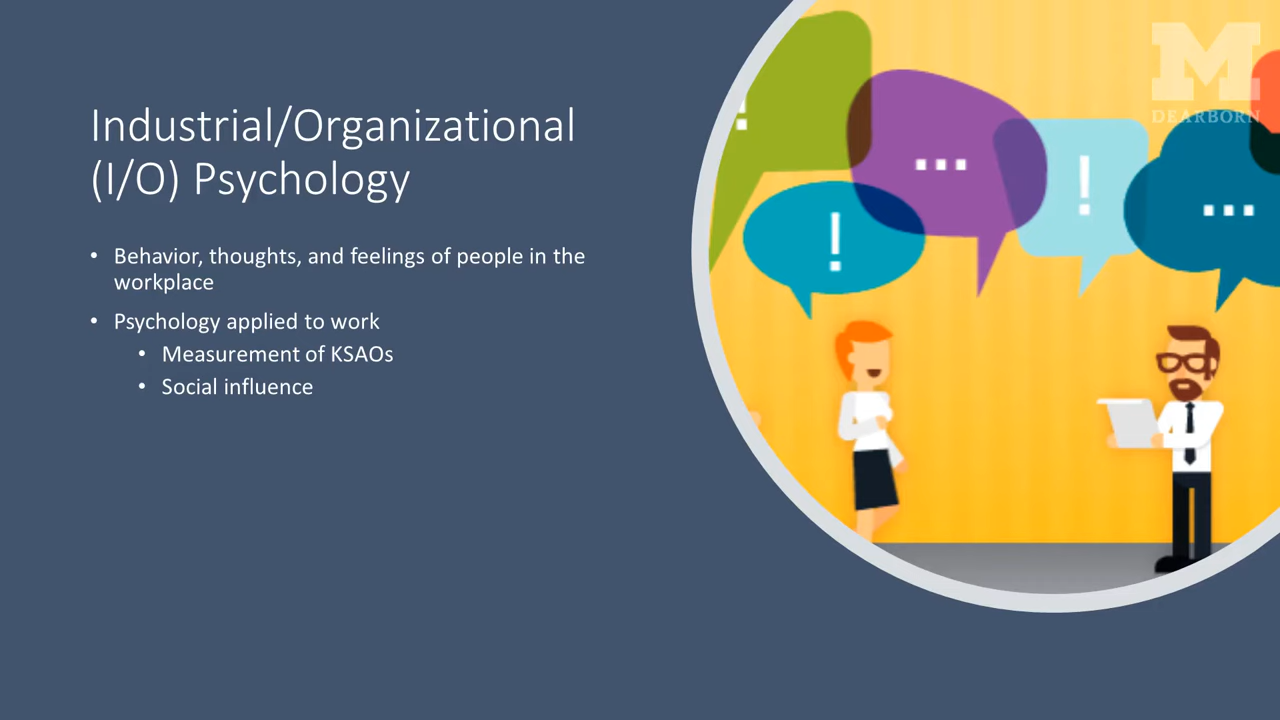 Industrial/Organizational
(I/O) Psychology
• Behavior, thoughts, and feelings of people in the
workplace
• Psychology applied to work
• Measurement of KSAOs
• Social influence
!
...
!
!
...
M
DEARBORN